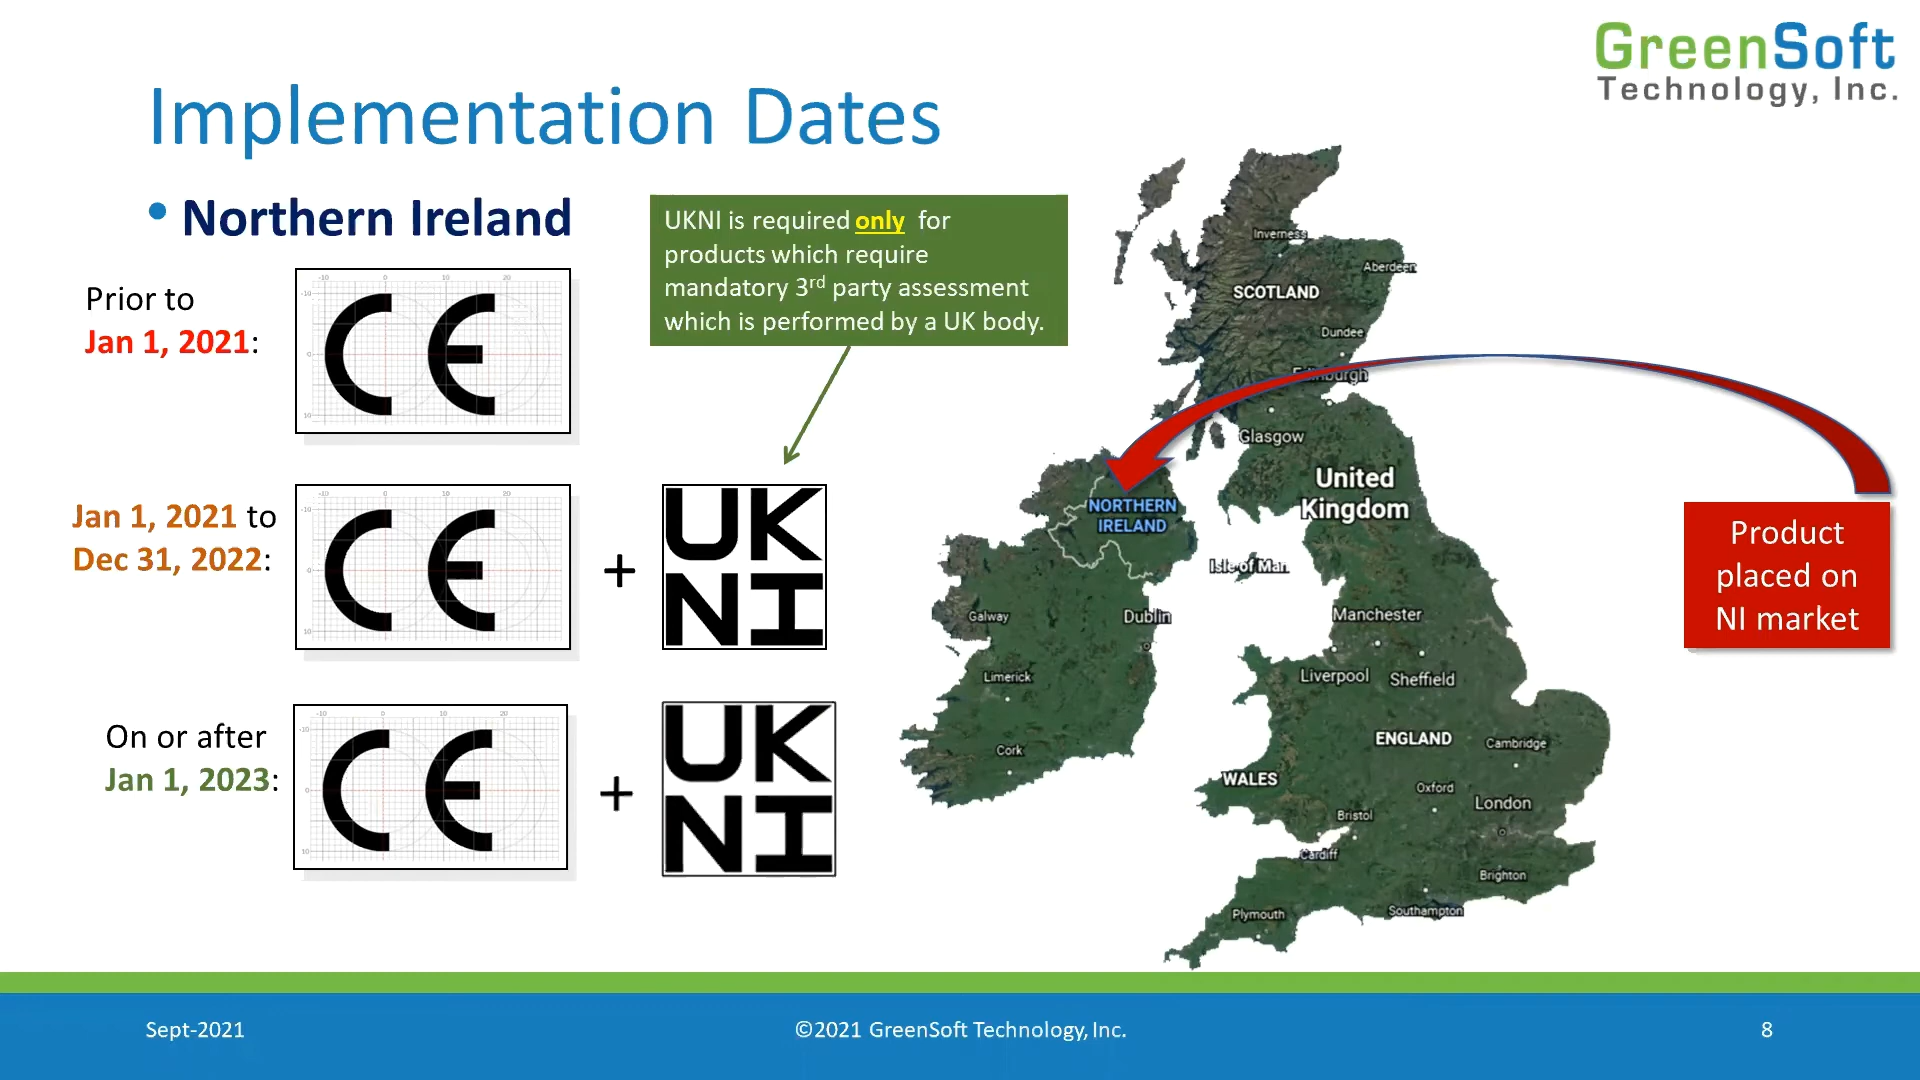 GreenSoft
Technology, Inc.
Implementation Dates
• Northern Ireland
UKNI is required only for
products which require
mandatory 3rd party assessment
which is performed by a UK body.
Prior to
Jan 1, 2021:
CE
Jan 1, 2021 to
Dec 31, 2022:
CE
+
UK
NI
On or after
Jan 1, 2023:
CE
+
UK
NI
Inverness
Aberdeen
SCOTLAND
Dundee
Edinburgh
Glasgow
United
Kingdom
NORTHERN
IRELAND
Isle of Man
Galway
Dublin
Manchester
Limerick
Liverpool
Sheffield
Cork
ENGLAND
Cambridge
WALES
Oxford
London
Bristol
Cardiff
Brighton
Plymouth
Southampton
Product
placed on
NI market
Sept-2021
©2021 GreenSoft Technology, Inc.
8